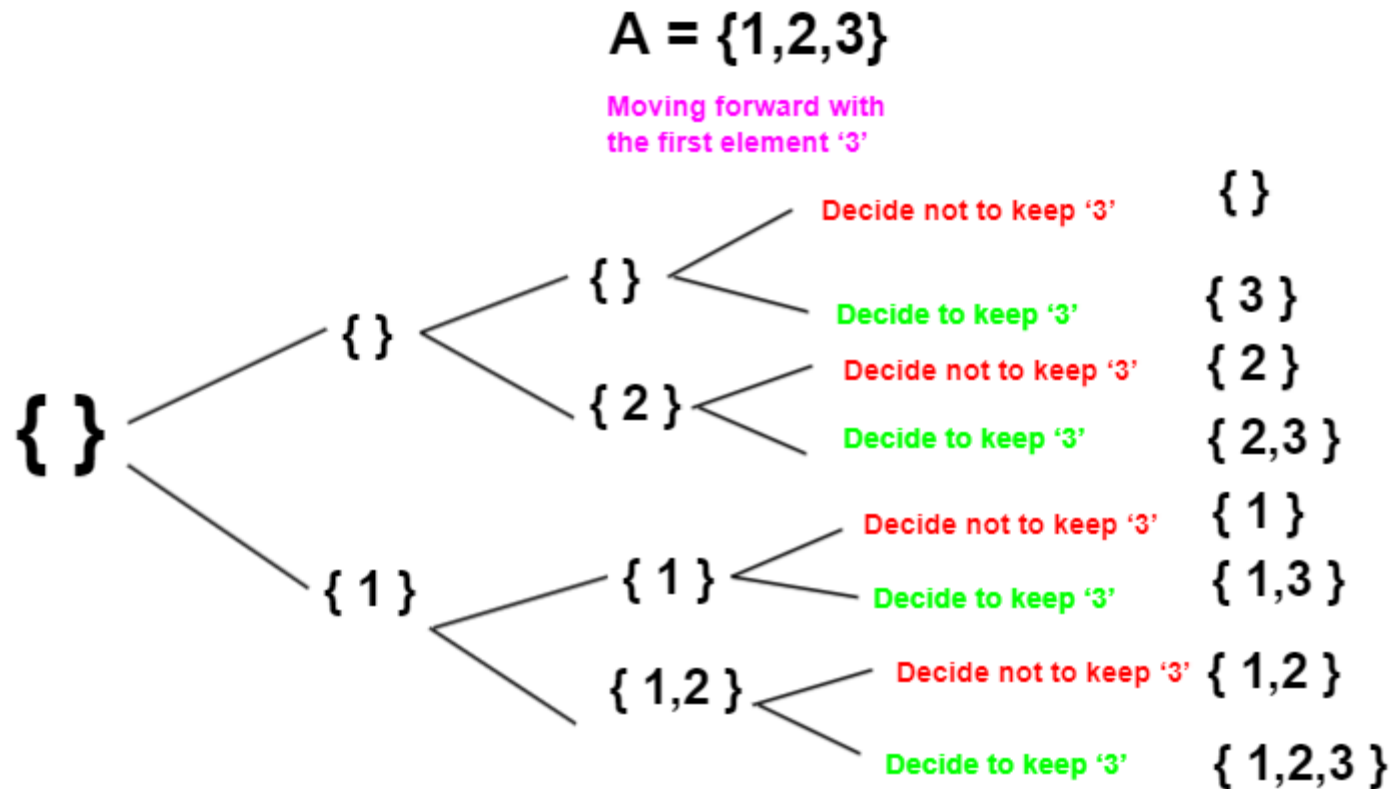 A = {1,2,3}
Moving forward with
the first element ‘3’
Decide not to keep ‘3’ { }
{ }
Decide to keep ‘3’ { 3 }
{ }
Decide not to keep ‘3’ { 2 }
{ 2 }
{ }
Decide to keep ‘3’ { 2,3 }
Decide not to keep ‘3’ { 1 }
{ 1 }
{ 1 }
Decide to keep ‘3’ { 1,3 }
Decide not to keep ‘3’ { 1,2 }
{ 1,2 }
Decide to keep ‘3’ { 1,2,3 }